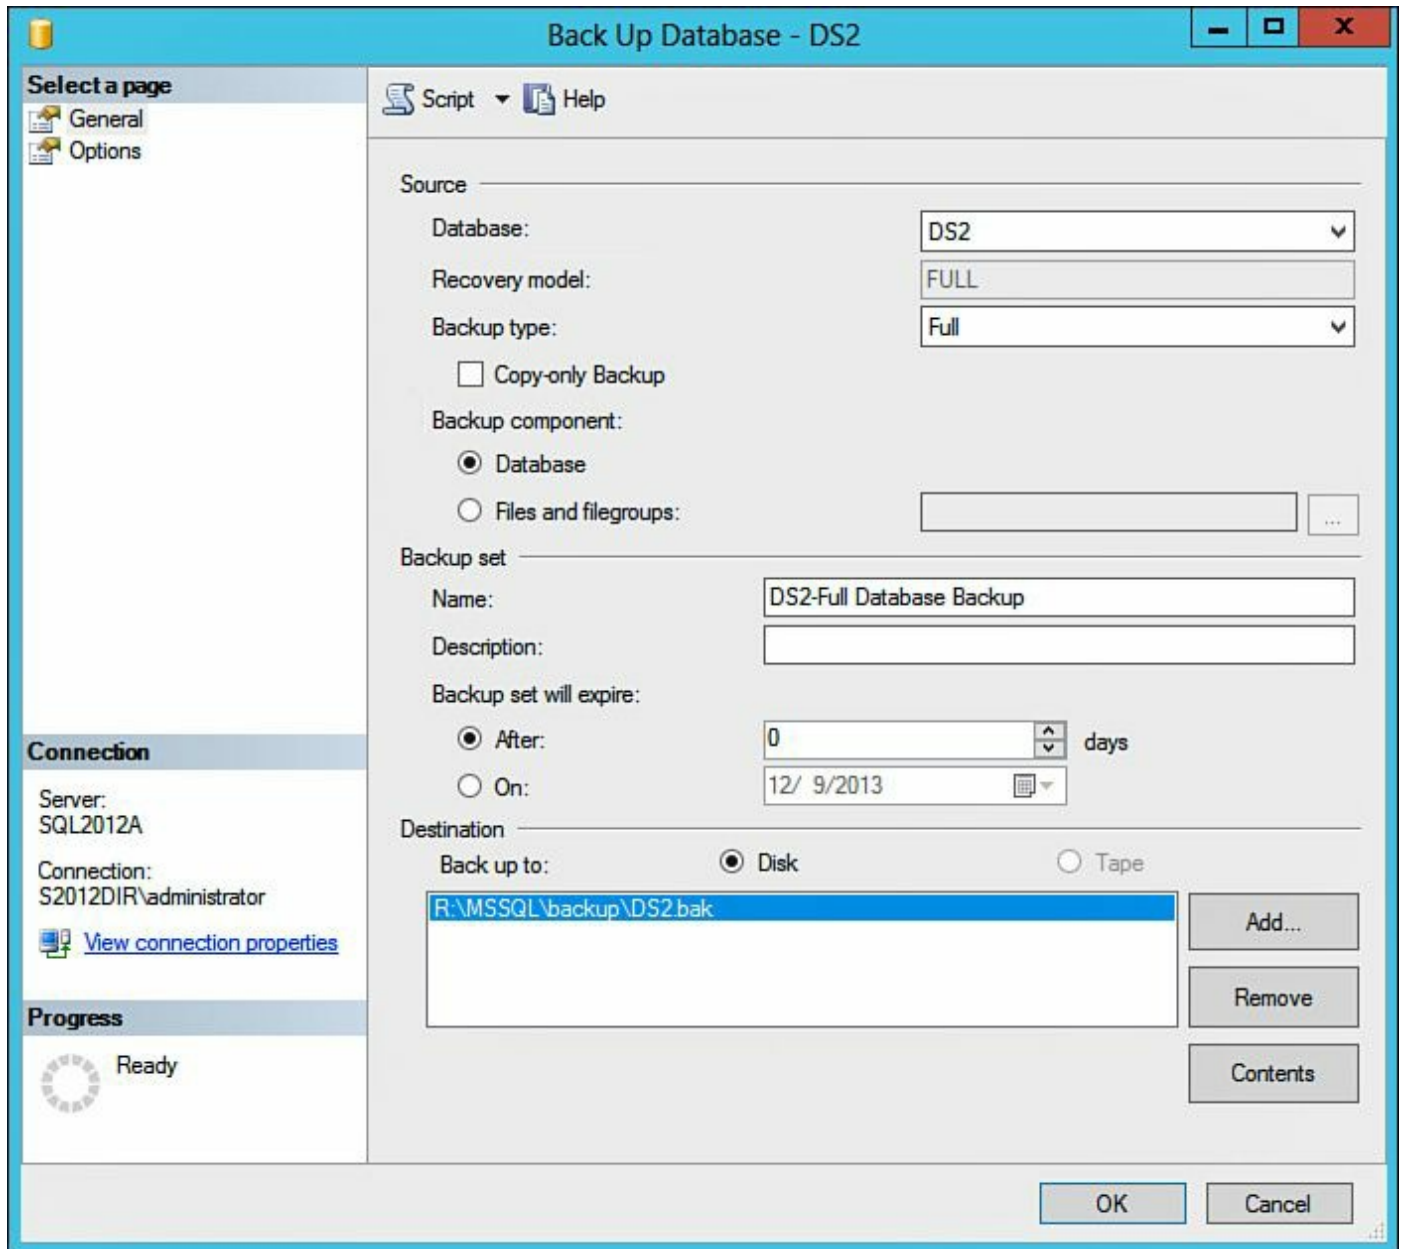 Back Up Database - DS2
Select a page
General
Options
Script
Help
Source
Database: DS2
Recovery model: FULL
Backup type: Full
Copy-only Backup
Backup component:
Database
Files and filegroups: ...
Backup set
Name: DS2-Full Database Backup
Description:
Backup set will expire:
After: 0 days
On: 12/ 9/2013
Destination
Back up to: Disk Tape
R:\MSSQL\backup\DS2.bak
Add...
Remove
Contents
Connection
Server:
SQL2012A
Connection:
S2012DIR\administrator
View connection properties
Progress
Ready
OK Cancel